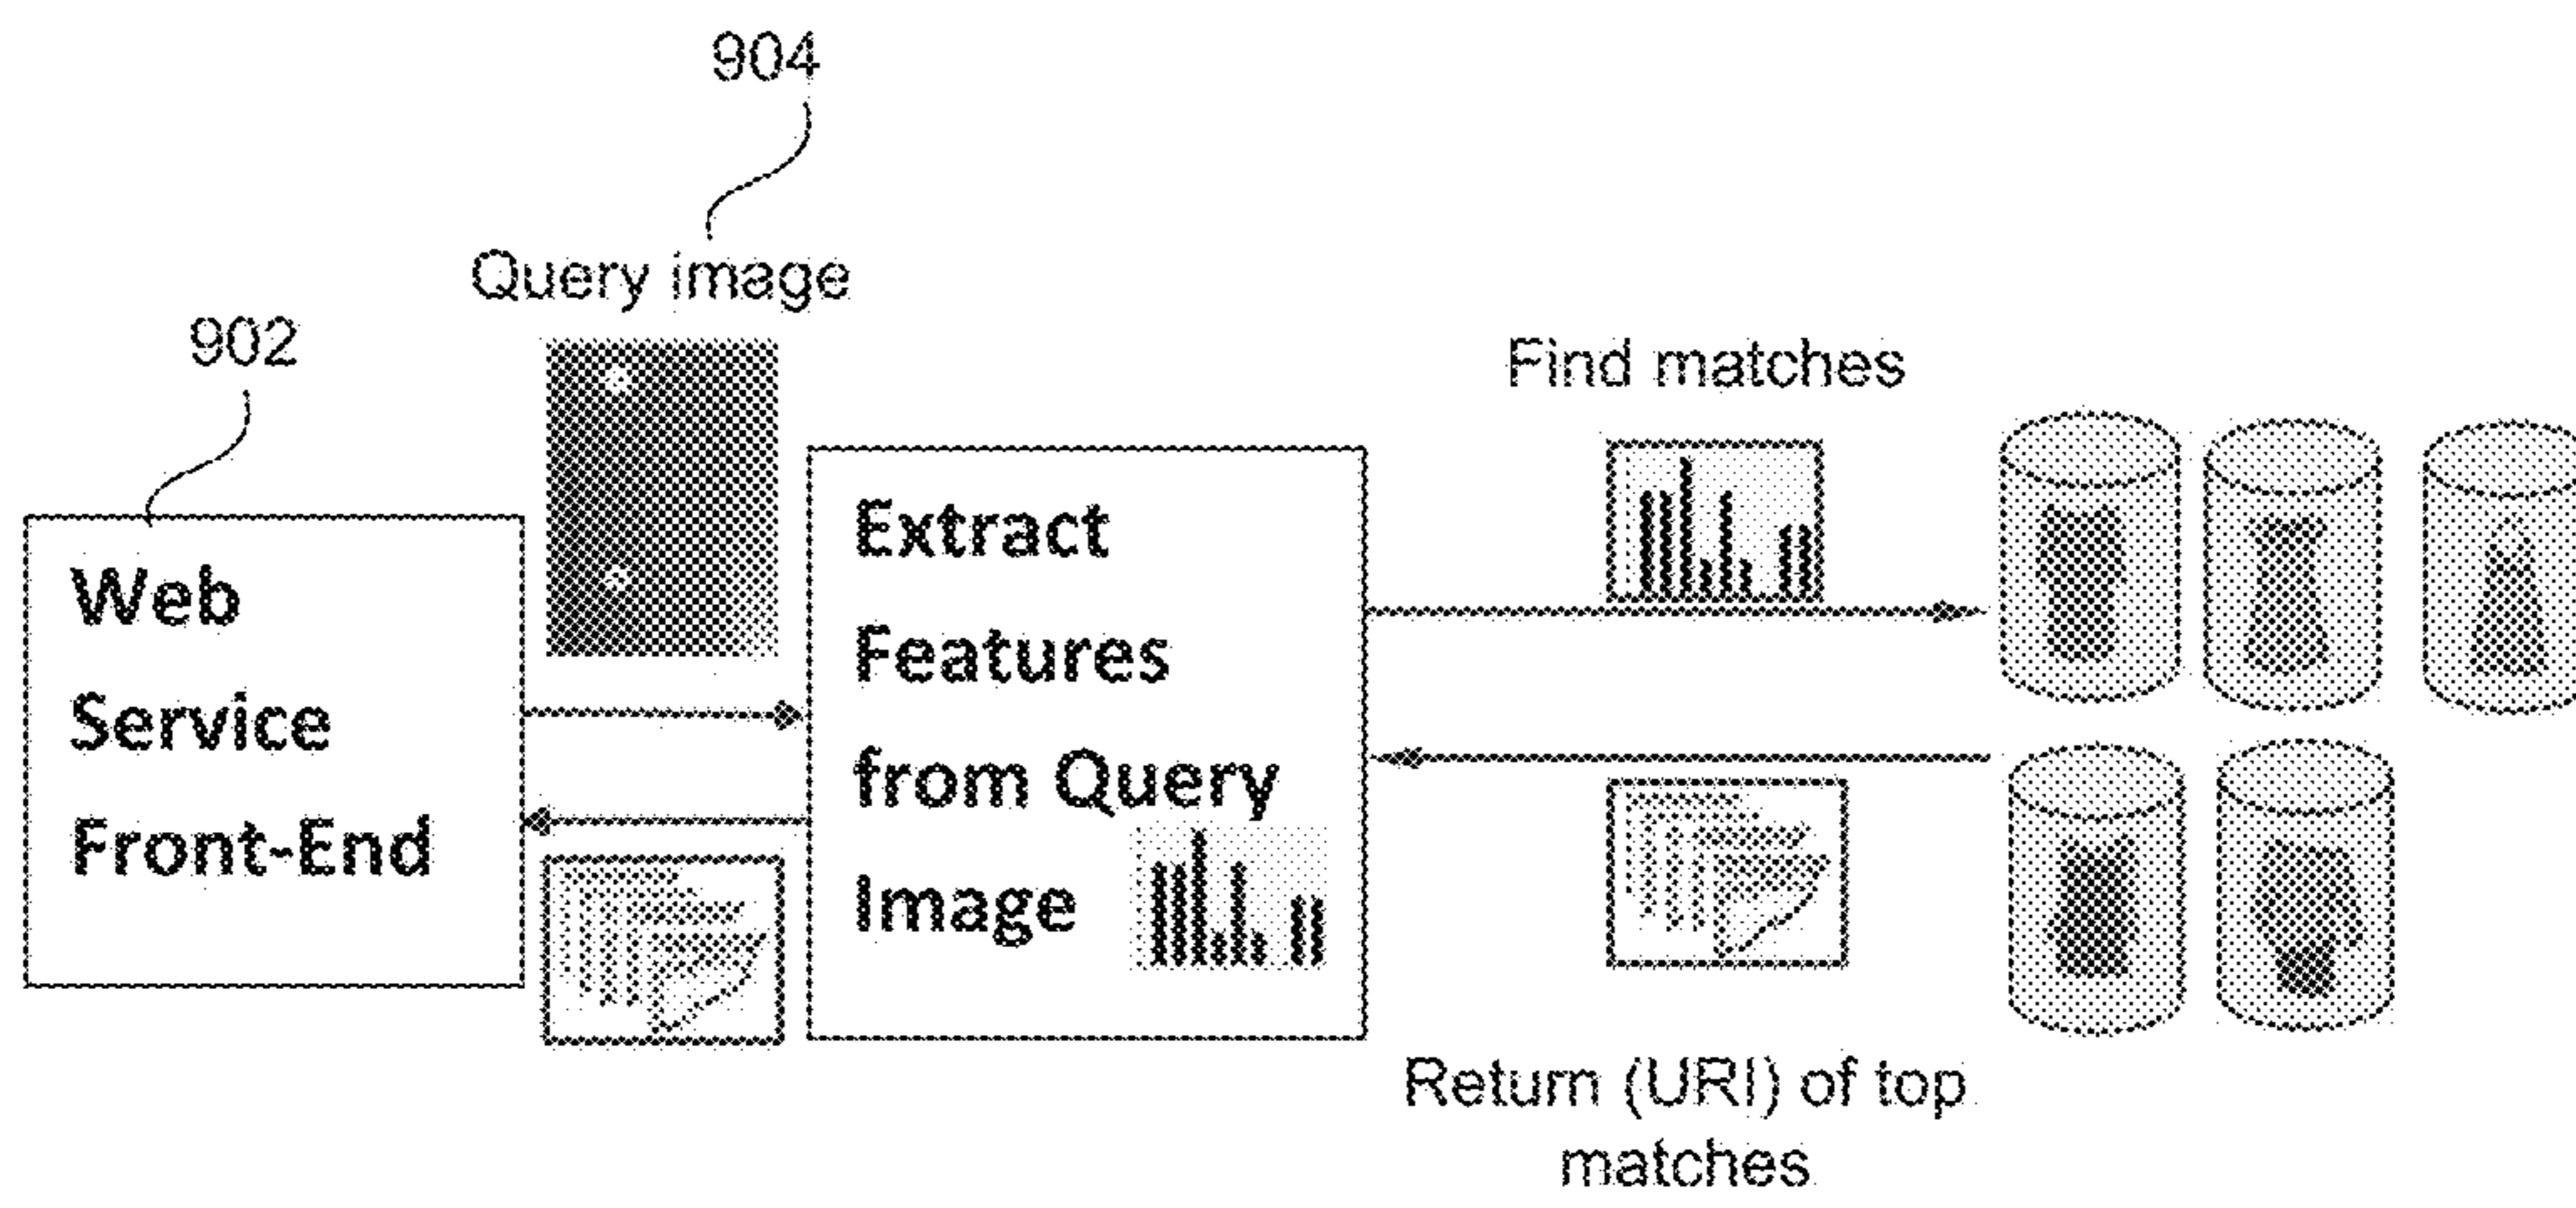 904
Query image
902
Web
Service
Front-End
Extract
Features
from Query
Image
Find matches
Return (URI) of top
matches